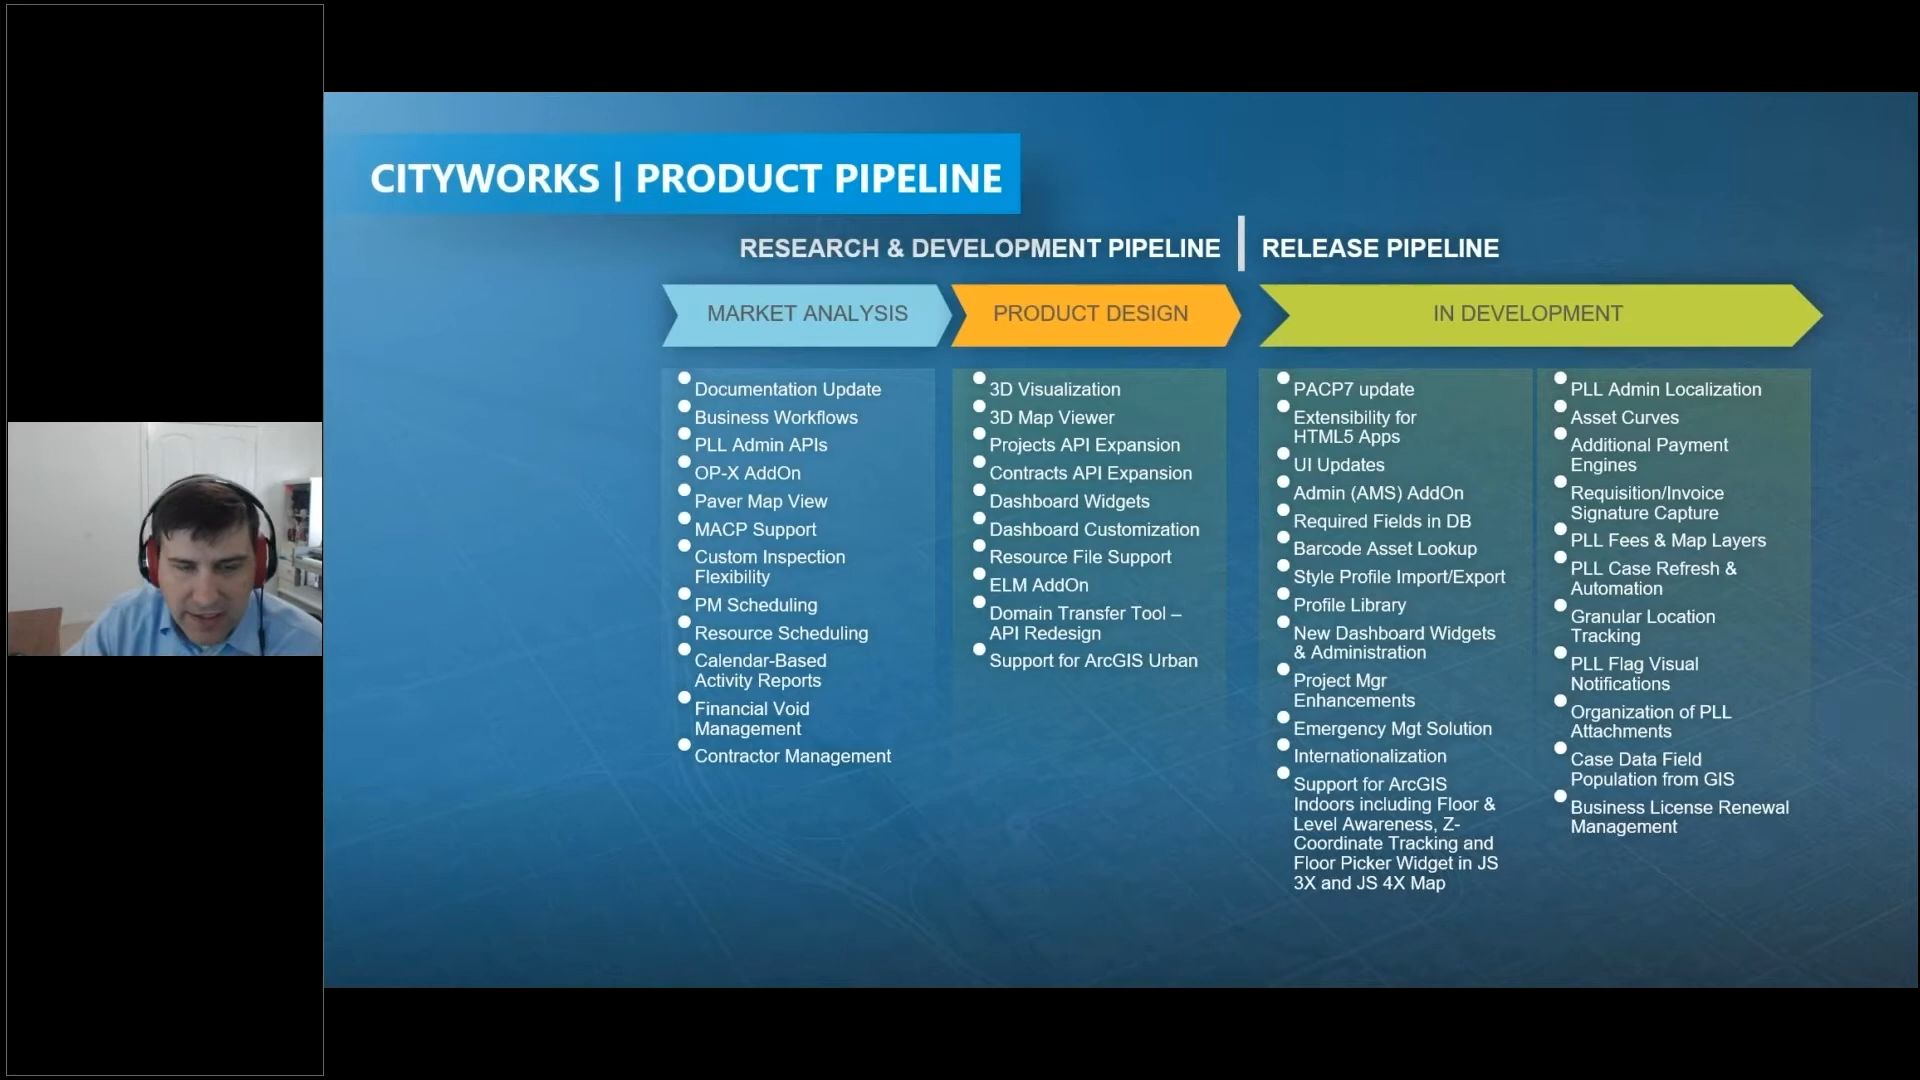 CITYWORKS | PRODUCT PIPELINE
RESEARCH & DEVELOPMENT PIPELINE
RELEASE PIPELINE
MARKET ANALYSIS
PRODUCT DESIGN
IN DEVELOPMENT
Documentation Update
Business Workflows
PLL Admin APIs
OP-X AddOn
Paver Map View
MACP Support
Custom Inspection
Flexibility
PM Scheduling
Resource Scheduling
Calendar-Based
Activity Reports
Financial Void
Management
Contractor Management
3D Visualization
3D Map Viewer
Projects API Expansion
Contracts API Expansion
Dashboard Widgets
Dashboard Customization
Resource File Support
ELM AddOn
Domain Transfer Tool –
API Redesign
Support for ArcGIS Urban
PACP7 update
Extensibility for
HTML5 Apps
UI Updates
Admin (AMS) AddOn
Required Fields in DB
Barcode Asset Lookup
Style Profile Import/Export
Profile Library
New Dashboard Widgets
& Administration
Project Mgr
Enhancements
Emergency Mgt Solution
Internationalization
Support for ArcGIS
Indoors including Floor &
Level Awareness, Z-
Coordinate Tracking and
Floor Picker Widget in JS
3X and JS 4X Map
PLL Admin Localization
Asset Curves
Additional Payment
Engines
Requisition/Invoice
Signature Capture
PLL Fees & Map Layers
PLL Case Refresh &
Automation
Granular Location
Tracking
PLL Flag Visual
Notifications
Organization of PLL
Attachments
Case Data Field
Population from GIS
Business License Renewal
Management